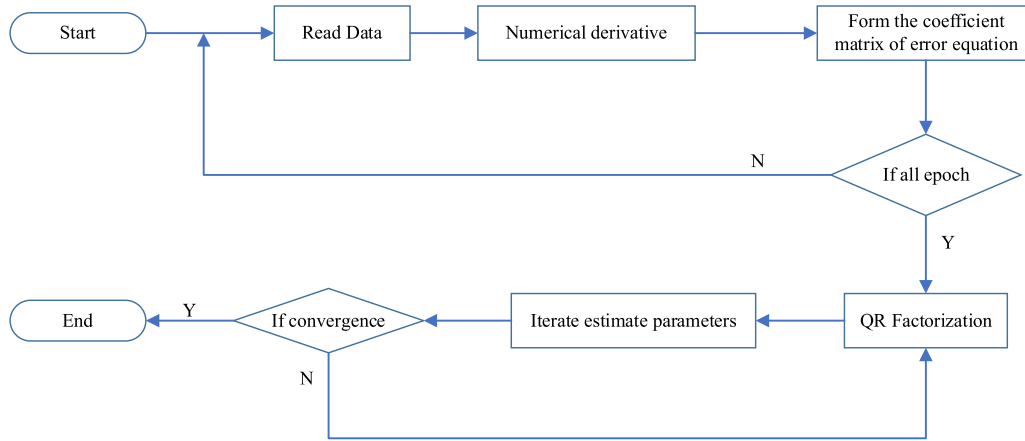 Start
Read Data
Numerical derivative
Form the coefficient
matrix of error equation
N
If all epoch
Y
End
Y
If convergence
Iterate estimate parameters
QR Factorization
N